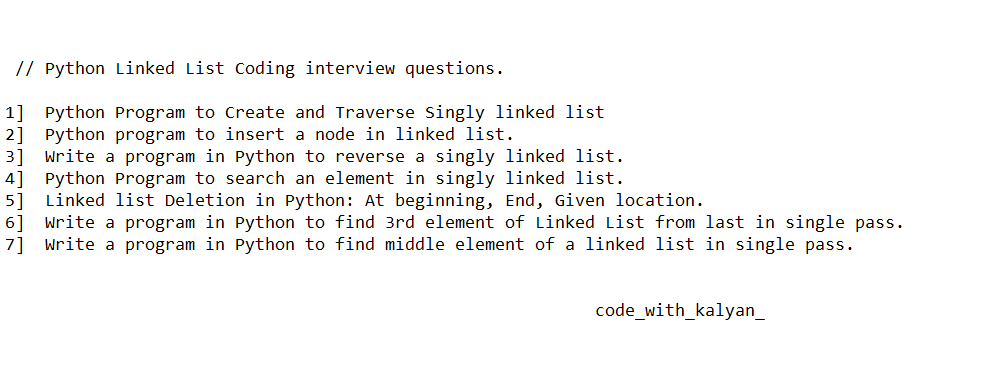 // Python Linked List Coding interview questions.
1] Python Program to Create and Traverse Singly linked list
2] Python program to insert a node in linked list.
3] Write a program in Python to reverse a singly linked list.
4] Python Program to search an element in singly linked list.
5] Linked list Deletion in Python: At beginning, End, Given location.
6] Write a program in Python to find 3rd element of Linked List from last in single pass.
7] Write a program in Python to find middle element of a linked list in single pass.
code_with_kalyan_